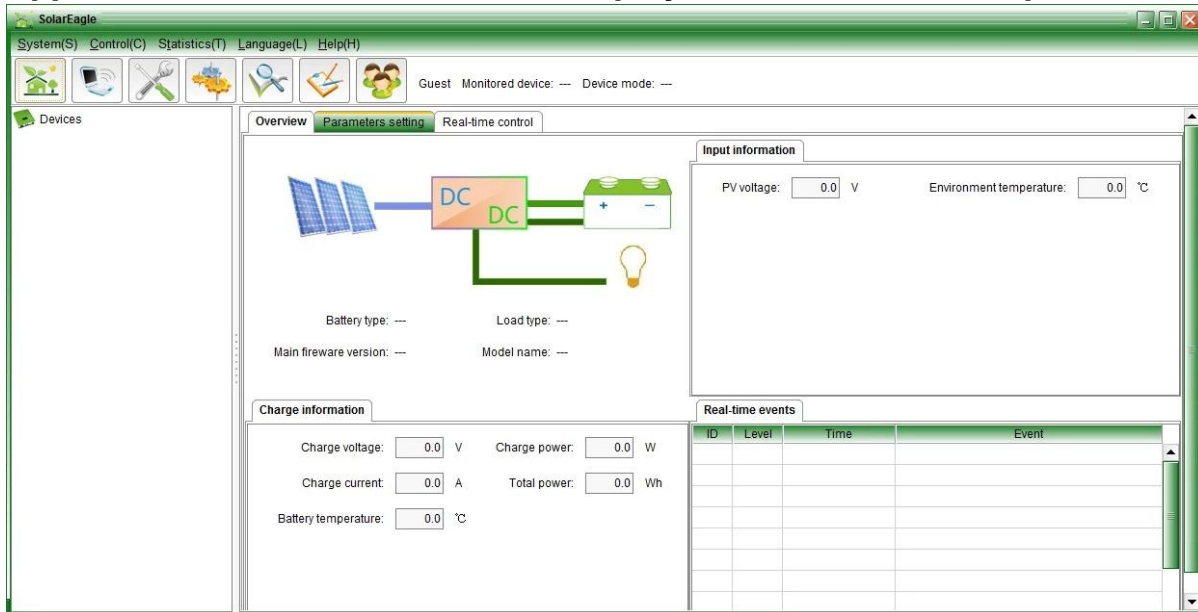 SolarEagle
System(S) Control(C) Statistics(T) Language(L) Help(H)
Guest Monitored device: --- Device mode: ---
Devices
Overview Parameters setting Real-time control
DC
DC
+ −
Battery type: --- Load type: ---
Main fireware version: --- Model name: ---
Input information
PV voltage: 0.0 V Environment temperature: 0.0 ℃
Charge information
Charge voltage: 0.0 V Charge power: 0.0 W
Charge current: 0.0 A Total power: 0.0 Wh
Battery temperature: 0.0 ℃
Real-time events
ID Level Time Event